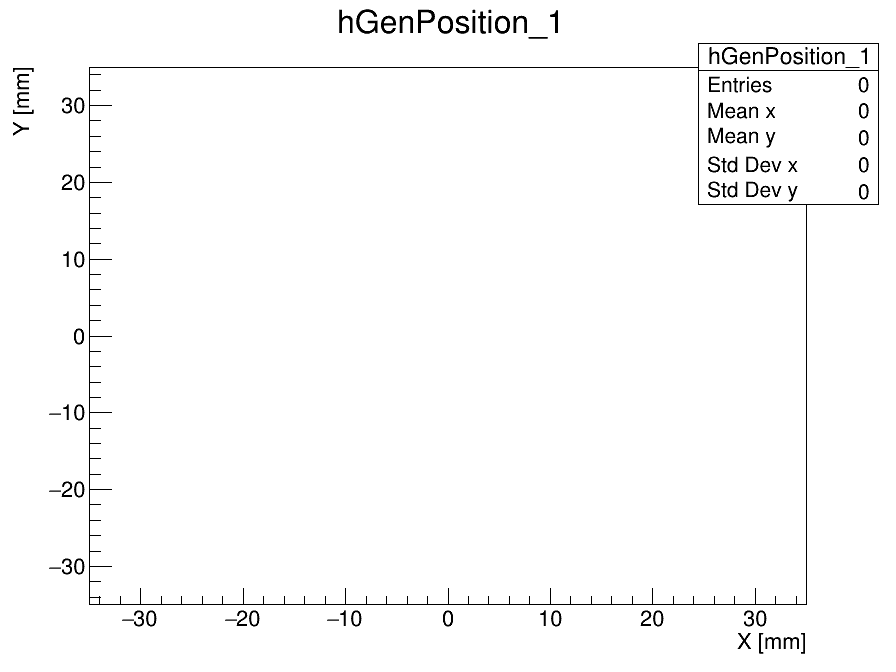 hGenPosition_1
hGenPosition_1
Entries 0
Mean x 0
Mean y 0
Std Dev x 0
Std Dev y 0
Y [mm]
30
20
10
0
−10
−20
−30
−30 −20 −10 0 10 20 30
X [mm]